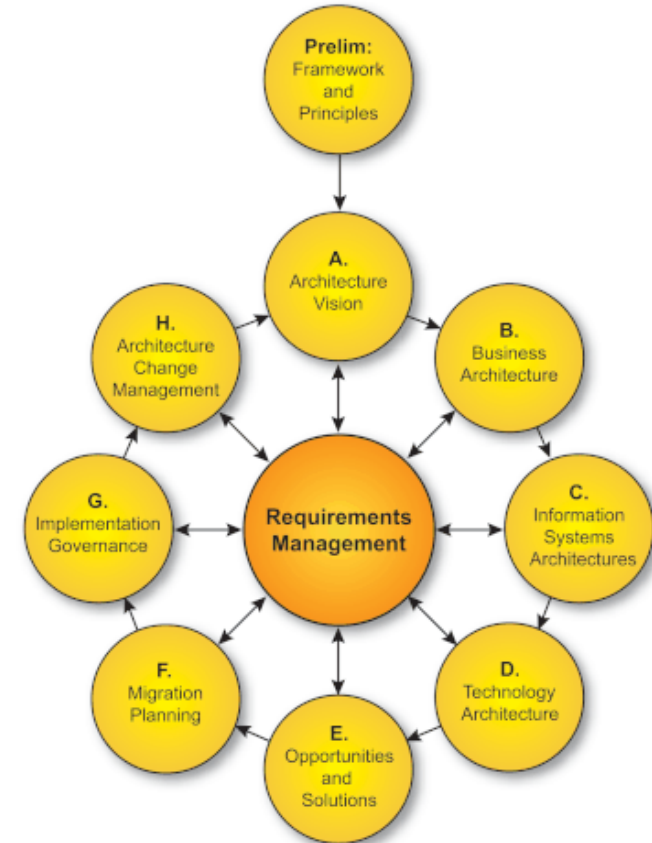 Prelim:
Framework
and
Principles
A.
Architecture
Vision
B.
Business
Architecture
C.
Information
Systems
Architectures
D.
Technology
Architecture
E.
Opportunities
and
Solutions
F.
Migration
Planning
G.
Implementation
Governance
H.
Architecture
Change
Management
Requirements
Management